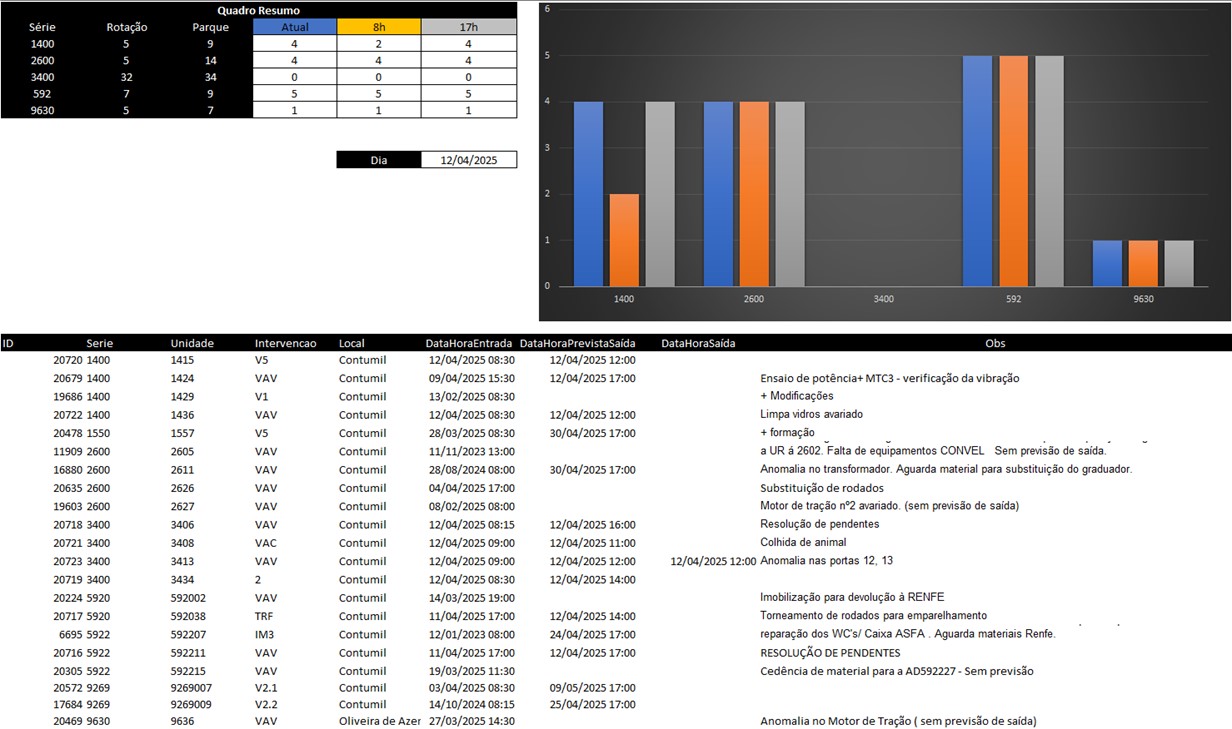 Quadro Resumo
Série Rotação Parque Atual 8h 17h
1400 5 9 4 2 4
2600 5 14 4 4 4
3400 32 34 0 0 0
592 7 9 5 5 5
9630 5 7 1 1 1
Dia 12/04/2025
6
5
4
3
2
1
0
1400 2600 3400 592 9630
ID Serie Unidade Intervencao Local DataHoraEntrada DataHoraPrevistaSaída DataHoraSaída Obs
20720 1400 1415 V5 Contumil 12/04/2025 08:30 12/04/2025 12:00
20679 1400 1424 VAV Contumil 09/04/2025 15:30 12/04/2025 17:00 Ensaio de potência+ MTC3 - verificação da vibração
19686 1400 1429 V1 Contumil 13/02/2025 08:30 + Modificações
20722 1400 1436 VAV Contumil 12/04/2025 08:30 12/04/2025 12:00 Limpa vidros avariado
20478 1550 1557 V5 Contumil 28/03/2025 08:30 30/04/2025 17:00 + formação
11909 2600 2605 VAV Contumil 11/11/2023 13:00 a UR á 2602. Falta de equipamentos CONVEL Sem previsão de saída.
16880 2600 2611 VAV Contumil 28/08/2024 08:00 30/04/2025 17:00 Anomalia no transformador. Aguarda material para substituição do graduador.
20635 2600 2626 VAV Contumil 04/04/2025 17:00 Substituição de rodados
19603 2600 2627 VAV Contumil 08/02/2025 08:00 Motor de tração nº2 avariado. (sem previsão de saída)
20718 3400 3406 VAV Contumil 12/04/2025 08:15 12/04/2025 16:00 Resolução de pendentes
20721 3400 3408 VAC Contumil 12/04/2025 09:00 12/04/2025 11:00 Colhida de animal
20723 3400 3413 VAV Contumil 12/04/2025 09:00 12/04/2025 12:00 12/04/2025 12:00 Anomalia nas portas 12, 13
20719 3400 3434 2 Contumil 12/04/2025 08:30 12/04/2025 14:00
20224 5920 592002 VAV Contumil 14/03/2025 19:00 Imobilização para devolução à RENFE
20717 5920 592038 TRF Contumil 11/04/2025 17:00 12/04/2025 14:00 Torneamento de rodados para emparelhamento
6695 5922 592207 IM3 Contumil 12/01/2023 08:00 24/04/2025 17:00 reparação dos WC's/ Caixa ASFA . Aguarda materiais Renfe.
20716 5922 592211 VAV Contumil 11/04/2025 17:00 12/04/2025 17:00 RESOLUÇÃO DE PENDENTES
20305 5922 592215 VAV Contumil 19/03/2025 11:30 Cedência de material para a AD592227 - Sem previsão
20572 9269 9269007 V2.1 Contumil 03/04/2025 08:30 09/05/2025 17:00
17684 9269 9269009 V2.2 Contumil 14/10/2024 08:15 25/04/2025 17:00
20469 9630 9636 VAV Oliveira de Azer 27/03/2025 14:30 Anomalia no Motor de Tração ( sem previsão de saída)